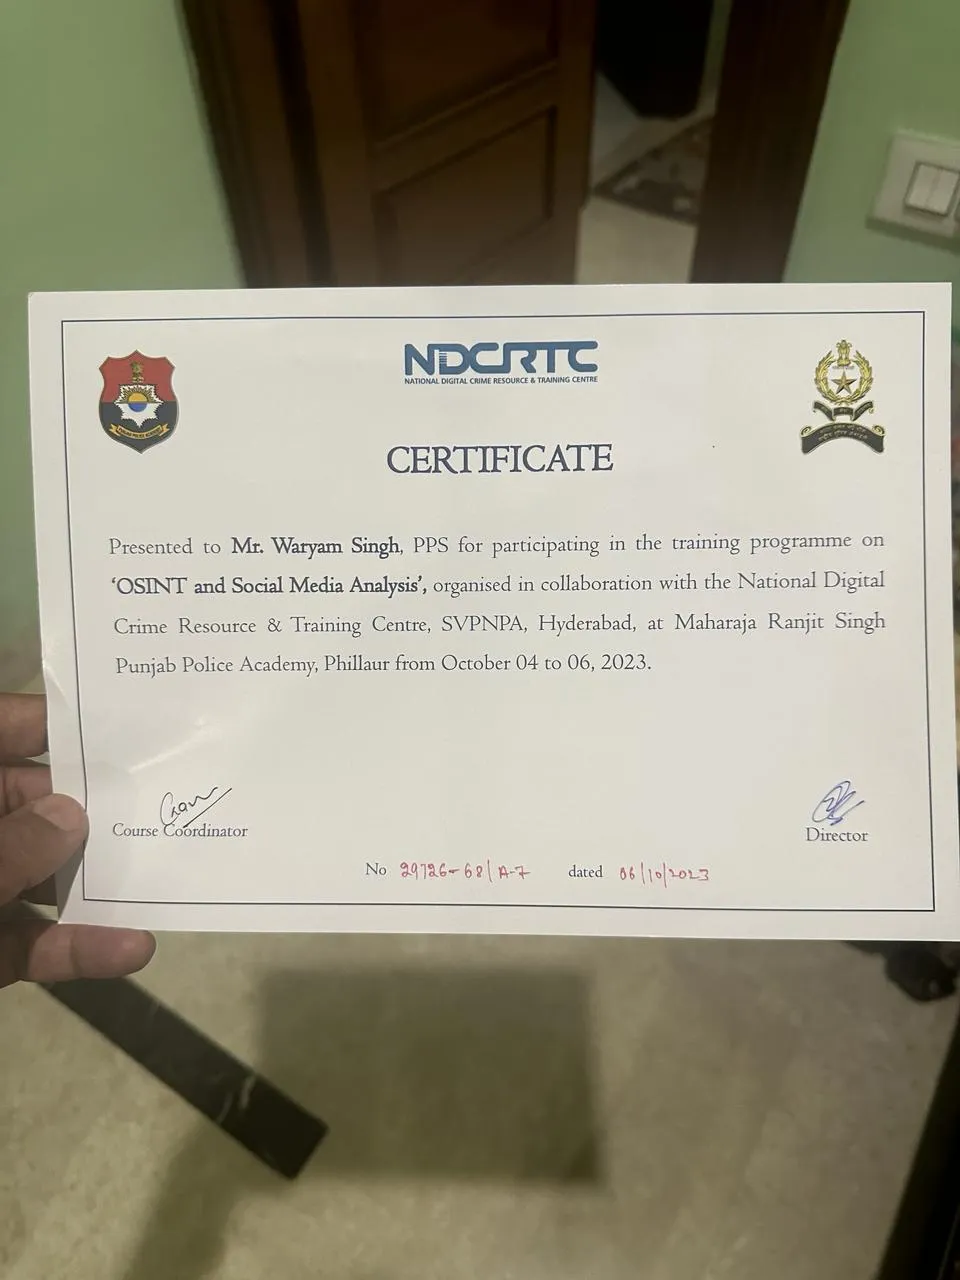 NDCRTC
NATIONAL DIGITAL CRIME RESOURCE & TRAINING CENTRE
CERTIFICATE
Presented to Mr. Waryam Singh, PPS for participating in the training programme on
'OSINT and Social Media Analysis', organised in collaboration with the National Digital
Crime Resource & Training Centre, SVPNPA, Hyderabad, at Maharaja Ranjit Singh
Punjab Police Academy, Phillaur from October 04 to 06, 2023.
Course Coordinator
Director
No 29726-68/A-7 dated 06/10/2023